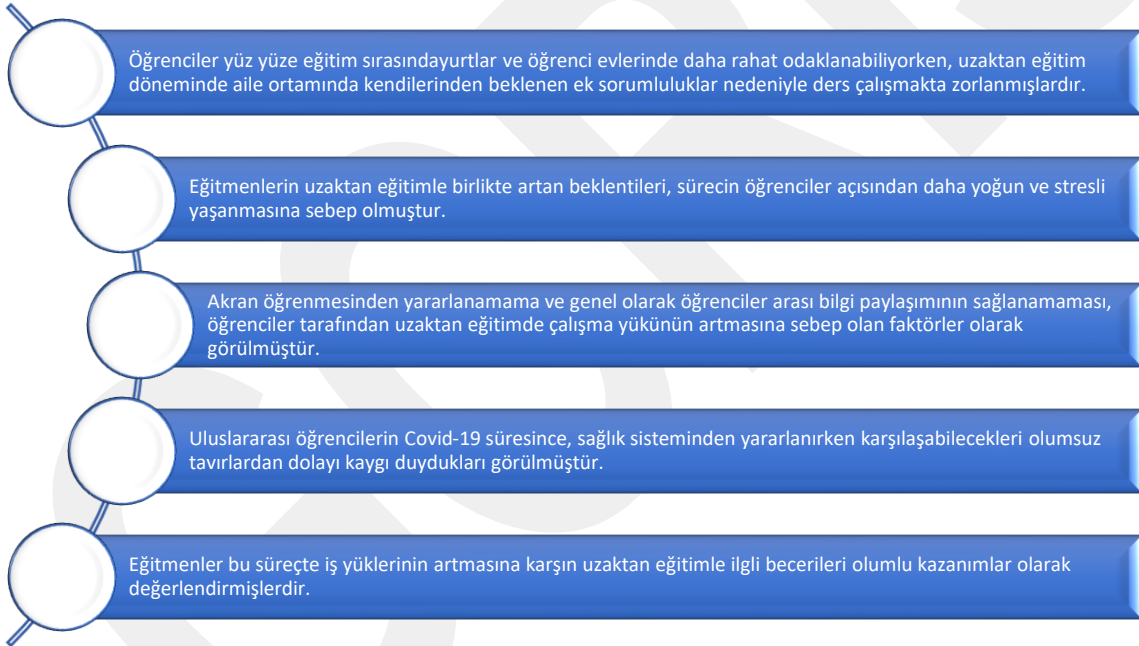 Öğrenciler yüz yüze eğitim sırasındayurtlar ve öğrenci evlerinde daha rahat odaklanabiliyorken, uzaktan eğitim
döneminde aile ortamında kendilerinden beklenen ek sorumluluklar nedeniyle ders çalışmakta zorlanmışlardır.
Eğitmenlerin uzaktan eğitimle birlikte artan beklentileri, sürecin öğrenciler açısından daha yoğun ve stresli
yaşanmasına sebep olmuştur.
Akran öğrenmesinden yararlanamama ve genel olarak öğrenciler arası bilgi paylaşımının sağlanamaması,
öğrenciler tarafından uzaktan eğitimde çalışma yükünün artmasına sebep olan faktörler olarak
görülmüştür.
Uluslararası öğrencilerin Covid-19 süresince, sağlık sisteminden yararlanırken karşılaşabilecekleri olumsuz
tavırlardan dolayı kaygı duydukları görülmüştür.
Eğitmenler bu süreçte iş yüklerinin artmasına karşın uzaktan eğitimle ilgli becerileri olumlu kazanımlar olarak
değerlendirmişlerdir.